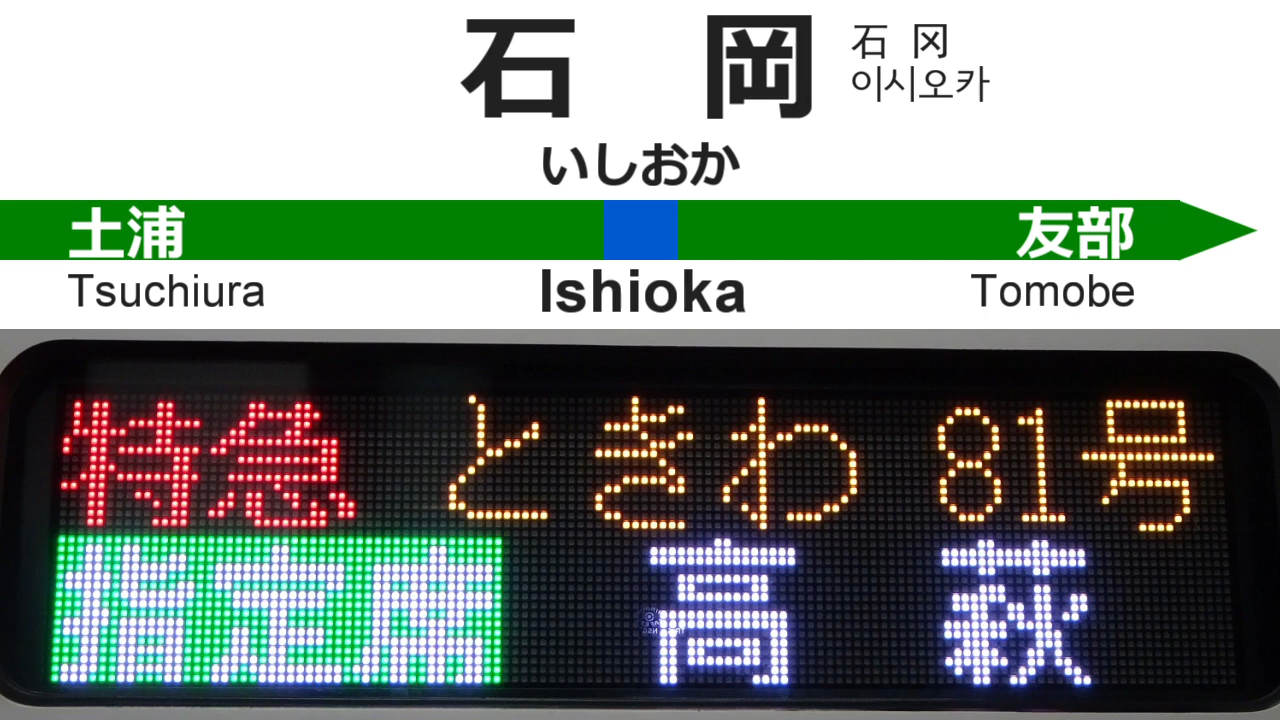 石岡 石 冈
이시오카
いしおか
土浦 友部
Tsuchiura Ishioka Tomobe
特急 ときわ 81号
指定席 高萩